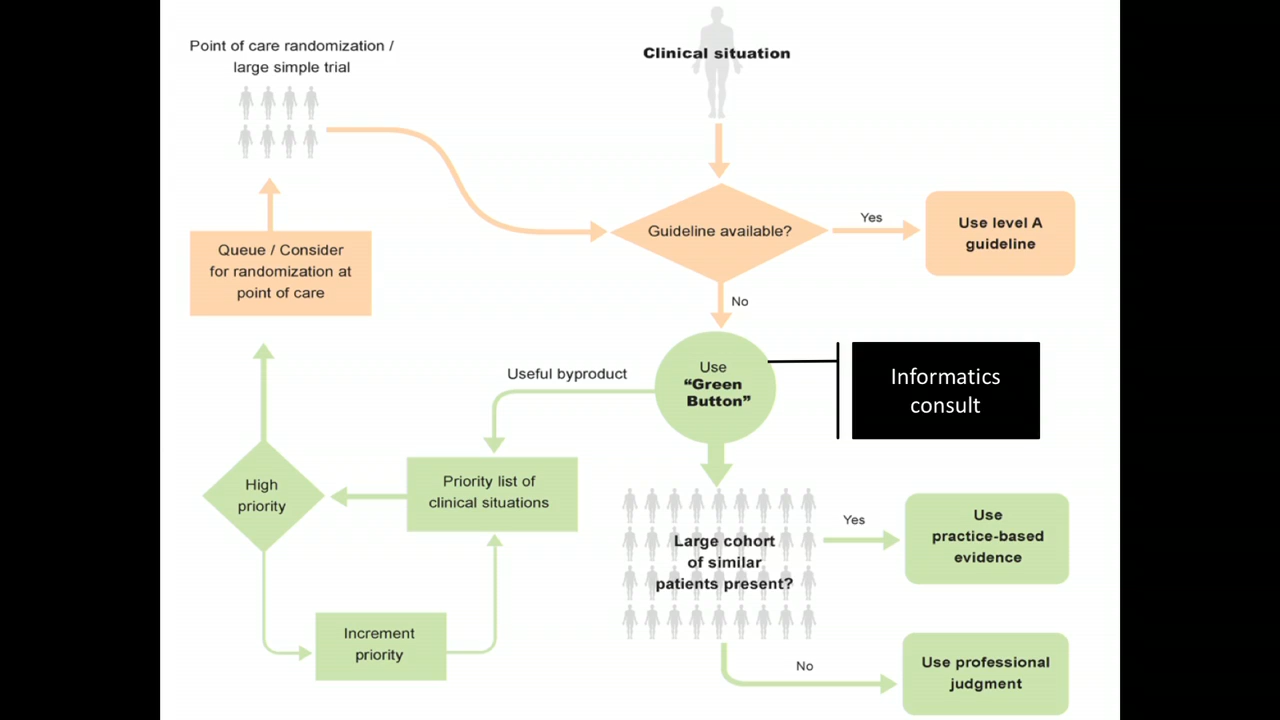 Point of care randomization /
large simple trial
Clinical situation
Guideline available?
Yes
Use level A
guideline
Queue / Consider
for randomization at
point of care
No
Use
“Green
Button”
Informatics
consult
Useful byproduct
High
priority
Priority list of
clinical situations
Large cohort
of similar
patients present?
Yes
Use
practice-based
evidence
Increment
priority
No
Use professional
judgment